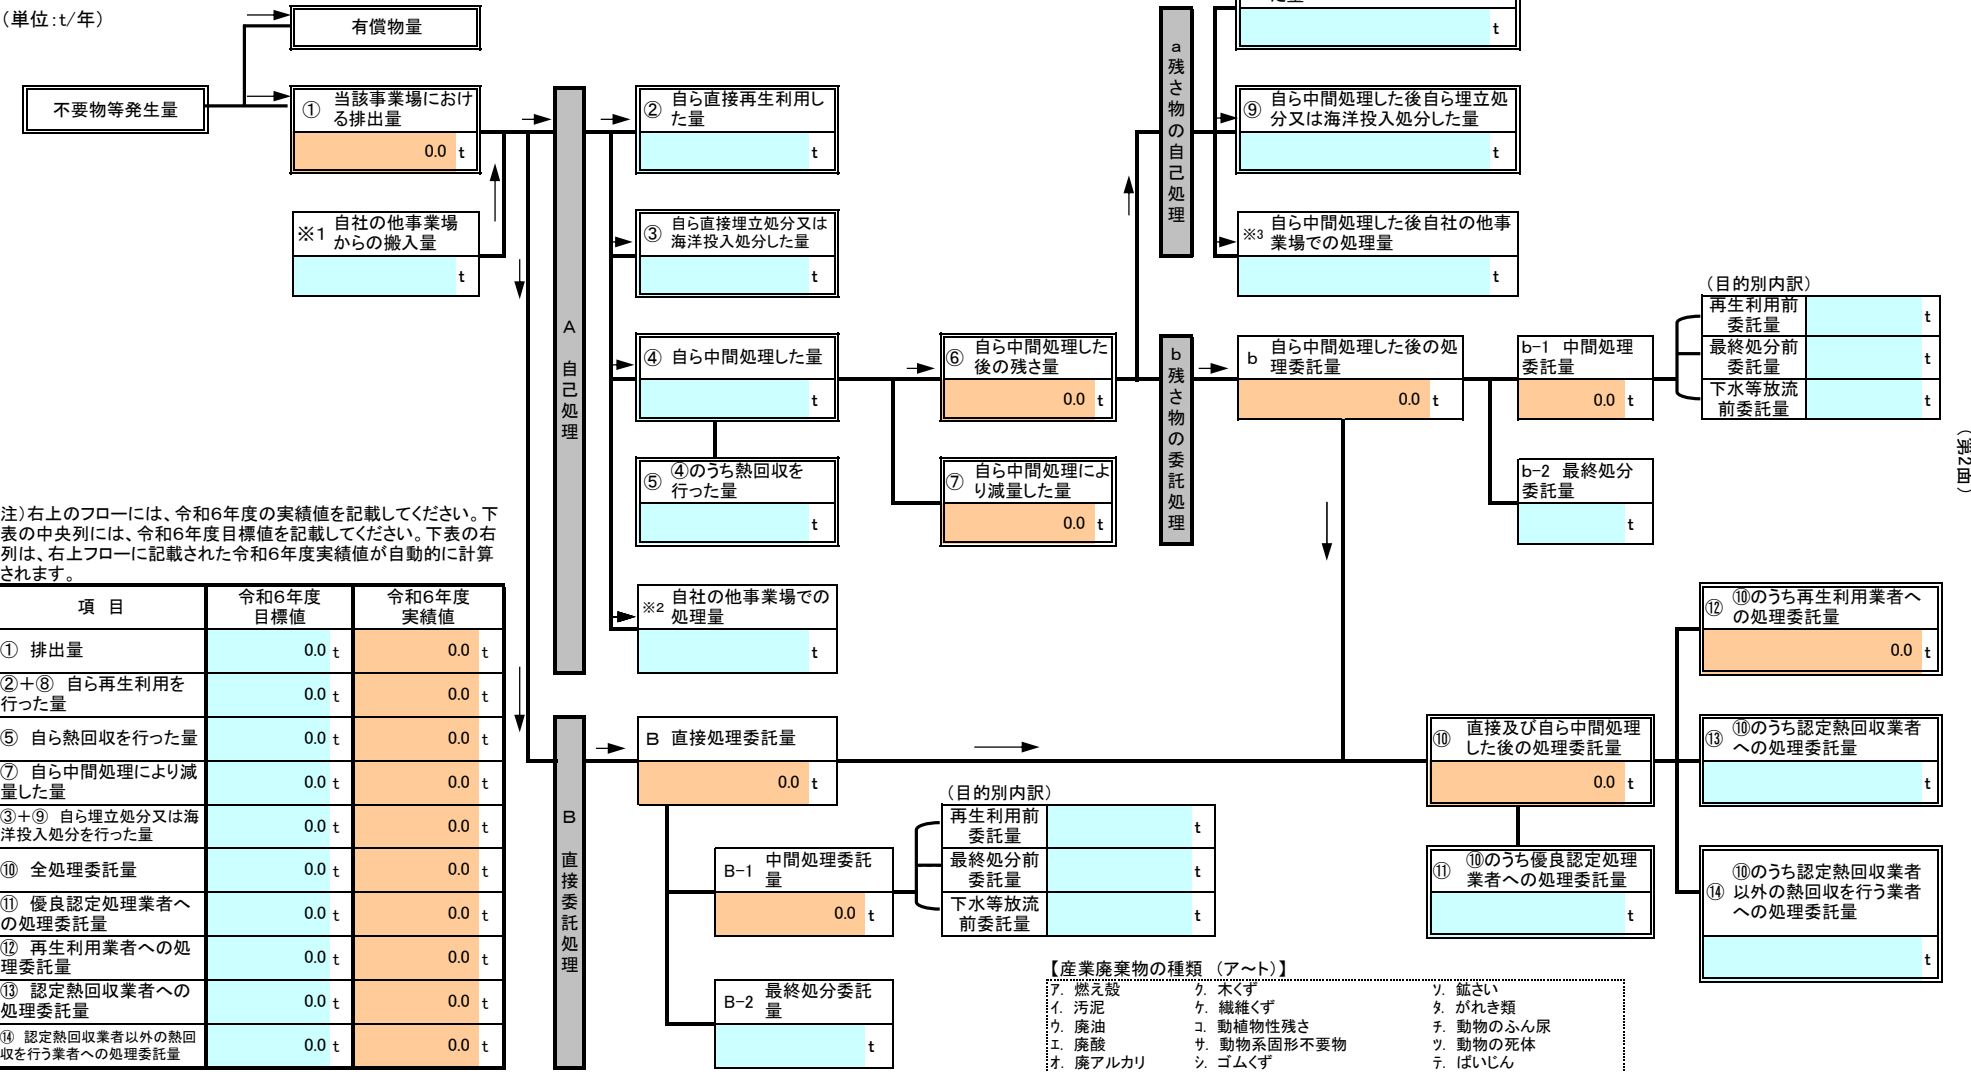 (単位:t/年)
有償物量
不要物等発生量
① 当該事業場におけ
る排出量
0.0 t
※1 自社の他事業場
からの搬入量
t
A 自己処理
② 自ら直接再生利用し
た量
t
③ 自ら直接埋立処分又は
海洋投入処分した量
t
④ 自ら中間処理した量
t
⑤ ④のうち熱回収を
行った量
t
※2 自社の他事業場での
処理量
t
⑥ 自ら中間処理した
後の残さ量
0.0 t
⑦ 自ら中間処理によ
り減量した量
0.0 t
a残さ物の自己処理
t
⑨ 自ら中間処理した後自ら埋立処
分又は海洋投入処分した量
t
※3 自ら中間処理した後自社の他事
業場での処理量
t
b残さ物の委託処理
b 自ら中間処理した後の処
理委託量
0.0 t
b-1 中間処理
委託量
0.0 t
b-2 最終処分
委託量
t
(目的別内訳)
再生利用前
委託量
t
最終処分前
委託量
t
下水等放流
前委託量
t
(第2面)
注)右上のフローには、令和6年度の実績値を記載してください。下
表の中央列には、令和6年度目標値を記載してください。下表の右
列は、右上フローに記載された令和6年度実績値が自動的に計算
されます。
項 目 令和6年度
目標値 令和6年度
実績値
① 排出量 0.0 t 0.0 t
②+⑧ 自ら再生利用を
行った量 0.0 t 0.0 t
⑤ 自ら熱回収を行った量 0.0 t 0.0 t
⑦ 自ら中間処理により減
量した量 0.0 t 0.0 t
③+⑨ 自ら埋立処分又は海
洋投入処分を行った量 0.0 t 0.0 t
⑩ 全処理委託量 0.0 t 0.0 t
⑪ 優良認定処理業者へ
の処理委託量 0.0 t 0.0 t
⑫ 再生利用業者への処
理委託量 0.0 t 0.0 t
⑬ 認定熱回収業者への
処理委託量 0.0 t 0.0 t
⑭ 認定熱回収業者以外の熱回
収を行う業者への処理委託量 0.0 t 0.0 t
B 直接委託処理
B 直接処理委託量
0.0 t
B-1 中間処理委託
量
0.0 t
B-2 最終処分委託
量
t
(目的別内訳)
再生利用前
委託量
t
最終処分前
委託量
t
下水等放流
前委託量
t
⑩ 直接及び自ら中間処理
した後の処理委託量
0.0 t
⑪ ⑩のうち優良認定処理
業者への処理委託量
t
⑫ ⑩のうち再生利用業者へ
の処理委託量
0.0 t
⑬ ⑩のうち認定熱回収業者
への処理委託量
t
⑭ ⑩のうち認定熱回収業者
以外の熱回収を行う業者
への処理委託量
t
【産業廃棄物の種類 (ア~ト)】
ア. 燃え殻 ク. 木くず ソ. 鉱さい
イ. 汚泥 ケ. 繊維くず タ. がれき類
ウ. 廃油 コ. 動植物性残さ チ. 動物のふん尿
エ. 廃酸 サ. 動物系固形不要物 ツ. 動物の死体
オ. 廃アルカリ シ. ゴムくず テ. ばいじん